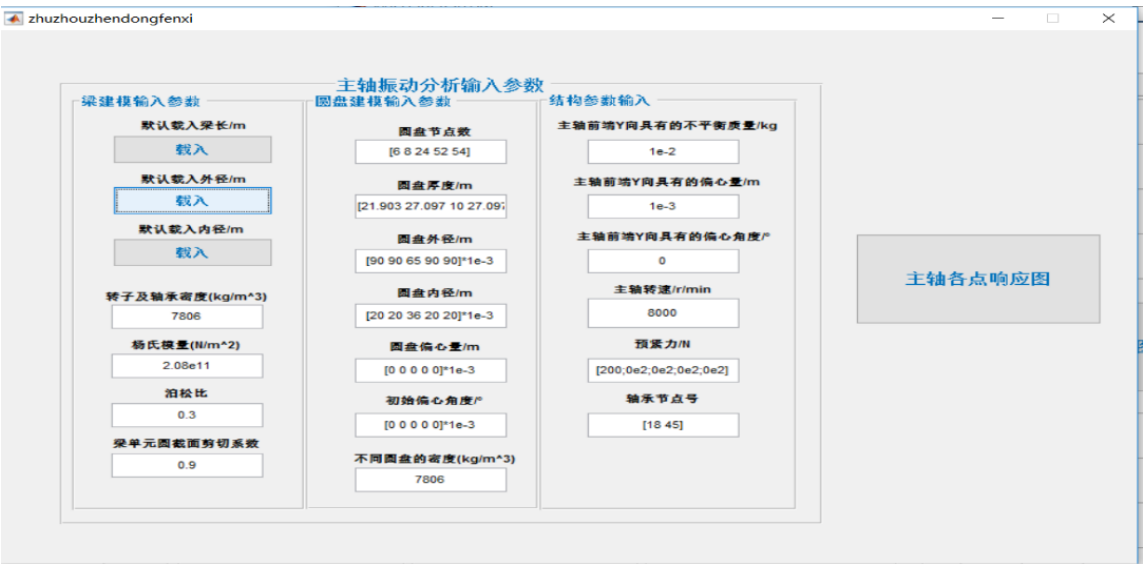 zhuzhouzhendongfenxi
主轴振动分析输入参数
梁建模输入参数
默认载入梁长/m
载入
默认载入外径/m
载入
默认载入内径/m
载入
转子及轴承密度(kg/m^3)
7806
杨氏模量(N/m^2)
2.08e11
泊松比
0.3
梁单元圆截面剪切系数
0.9
圆盘建模输入参数
圆盘节点数
[6 8 24 52 54]
圆盘厚度/m
[21.903 27.097 10 27.097
圆盘外径/m
[90 90 65 90 90]*1e-3
圆盘内径/m
[20 20 36 20 20]*1e-3
圆盘偏心量/m
[0 0 0 0 0]*1e-3
初始偏心角度/°
[0 0 0 0 0]*1e-3
不同圆盘的密度(kg/m^3)
7806
结构参数输入
主轴前端Y向具有的不平衡质量/kg
1e-2
主轴前端Y向具有的偏心量/m
1e-3
主轴前端Y向具有的偏心角度/°
0
主轴转速/r/min
8000
预紧力/N
[200;0e2;0e2;0e2;0e2]
轴承节点号
[18 45]
主轴各点响应图